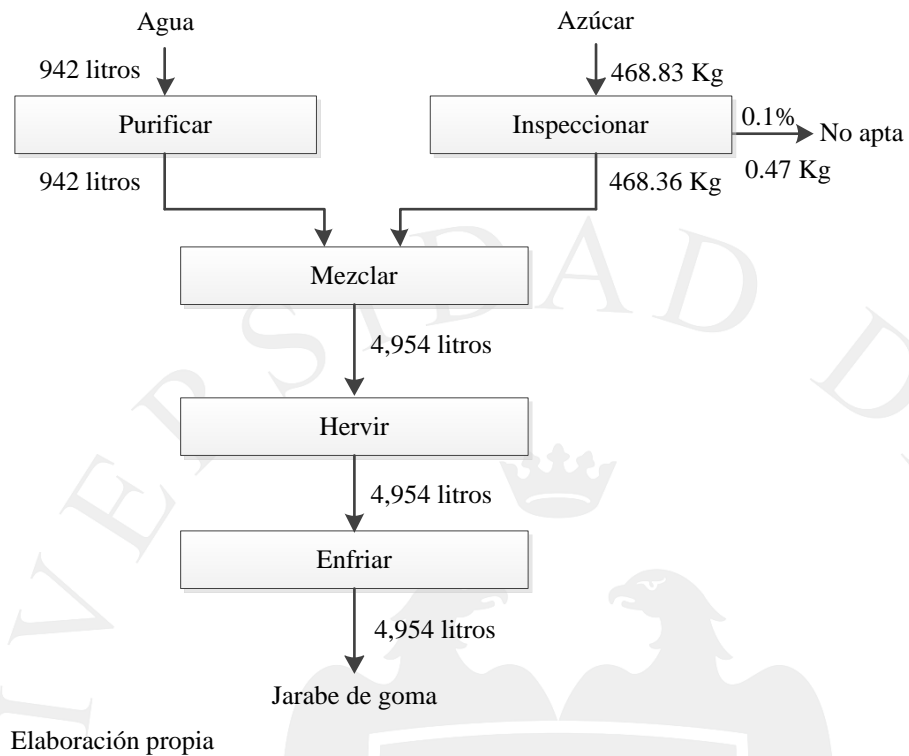 Agua
Azúcar
942 litros
468.83 Kg
Purificar
Inspeccionar
0.1%
No apta
0.47 Kg
942 litros
468.36 Kg
Mezclar
4,954 litros
Hervir
4,954 litros
Enfriar
4,954 litros
Jarabe de goma
Elaboración propia
IVERSIDAD D